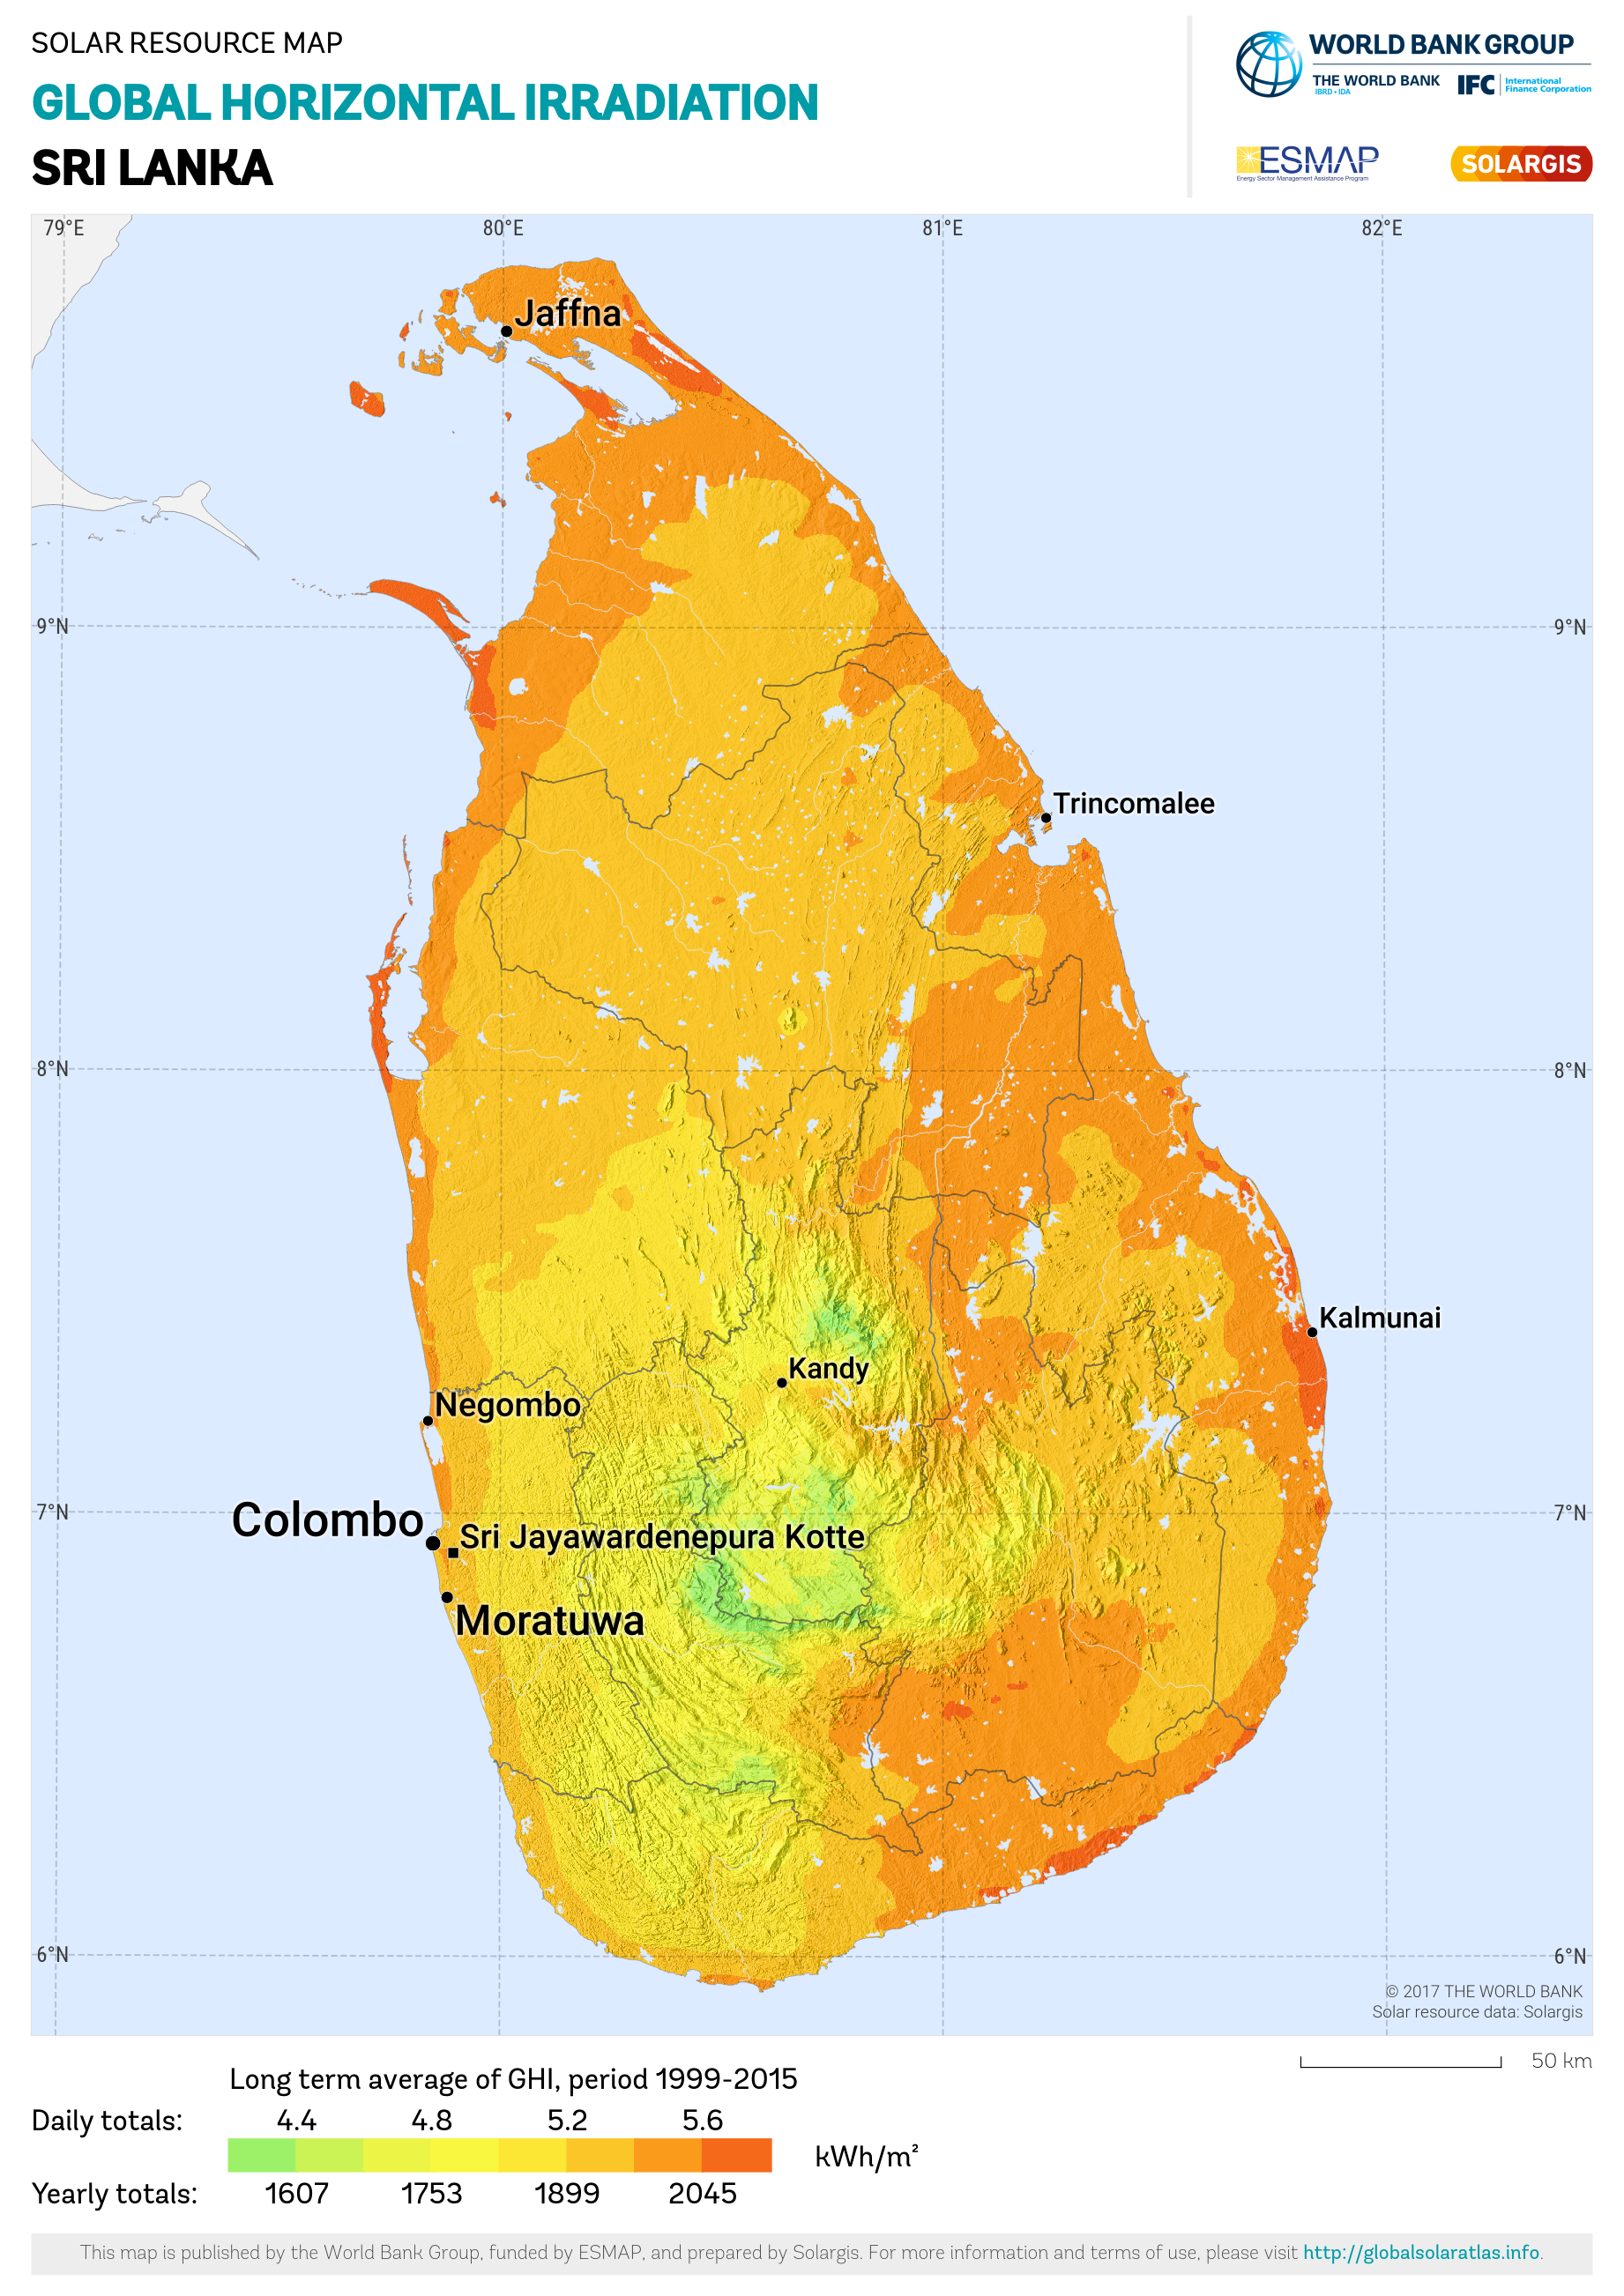 SOLAR RESOURCE MAP
GLOBAL HORIZONTAL IRRADIATION
SRI LANKA
WORLD BANK GROUP
THE WORLD BANK
IBRD • IDA
IFC
International
Finance Corporation
ESMAP
Energy Sector Management Assistance Program
SOLARGIS
79°E 80°E 81°E 82°E
Jaffna
9°N 9°N
Trincomalee
8°N 8°N
Kalmunai
Kandy
Negombo
7°N 7°N
Colombo
Sri Jayawardenepura Kotte
Moratuwa
6°N 6°N
© 2017 THE WORLD BANK
Solar resource data: Solargis
50 km
Long term average of GHI, period 1999-2015
Daily totals: 4.4 4.8 5.2 5.6
kWh/m²
Yearly totals: 1607 1753 1899 2045
This map is published by the World Bank Group, funded by ESMAP, and prepared by Solargis. For more information and terms of use, please visit http://globalsolaratlas.info.